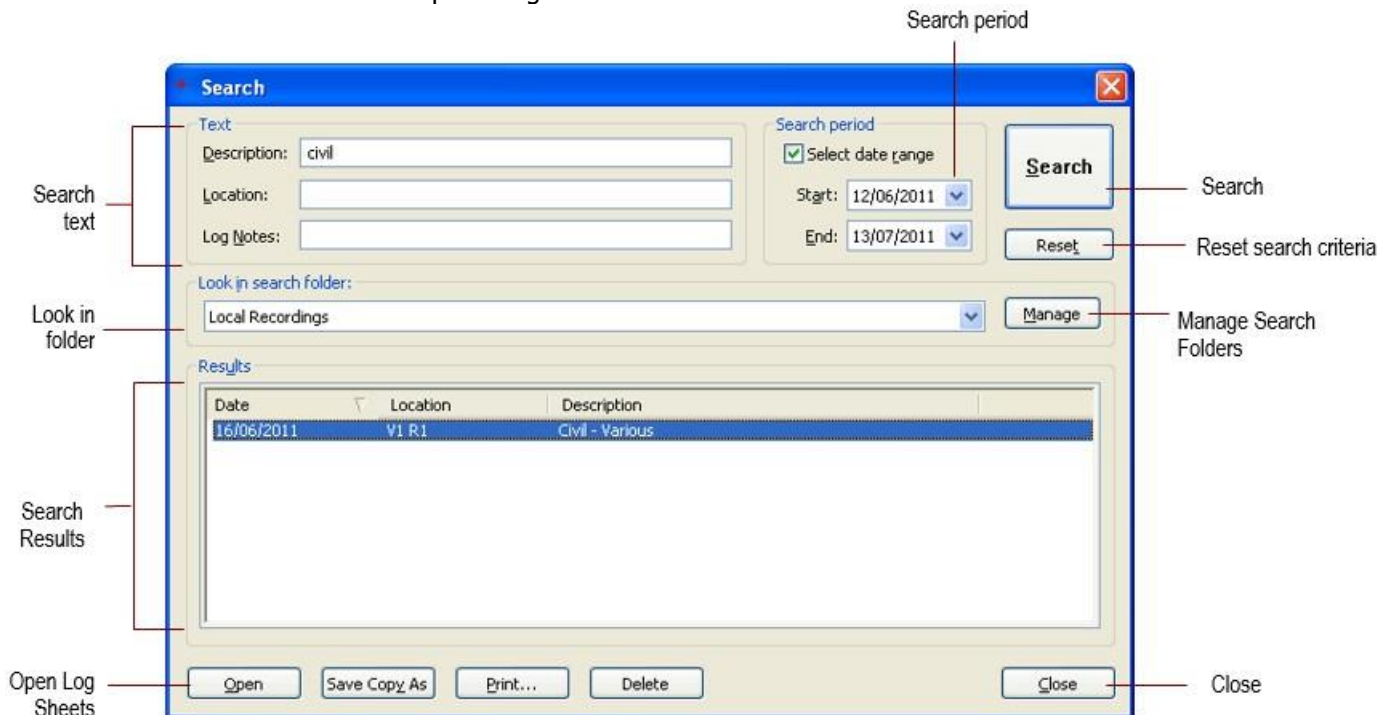 Search period
Search
Text
Description: civil
Location:
Log Notes:
Search period
Select date range
Start: 12/06/2011
End: 13/07/2011
Search
Reset
Search
text
Search
Reset search criteria
Look in search folder:
Local Recordings
Manage
Look in
folder
Manage Search
Folders
Results
Date Location Description
16/06/2011 V1 R1 Civil - Various
Search
Results
Open Log
Sheets
Open Save Copy As Print... Delete Close
Close